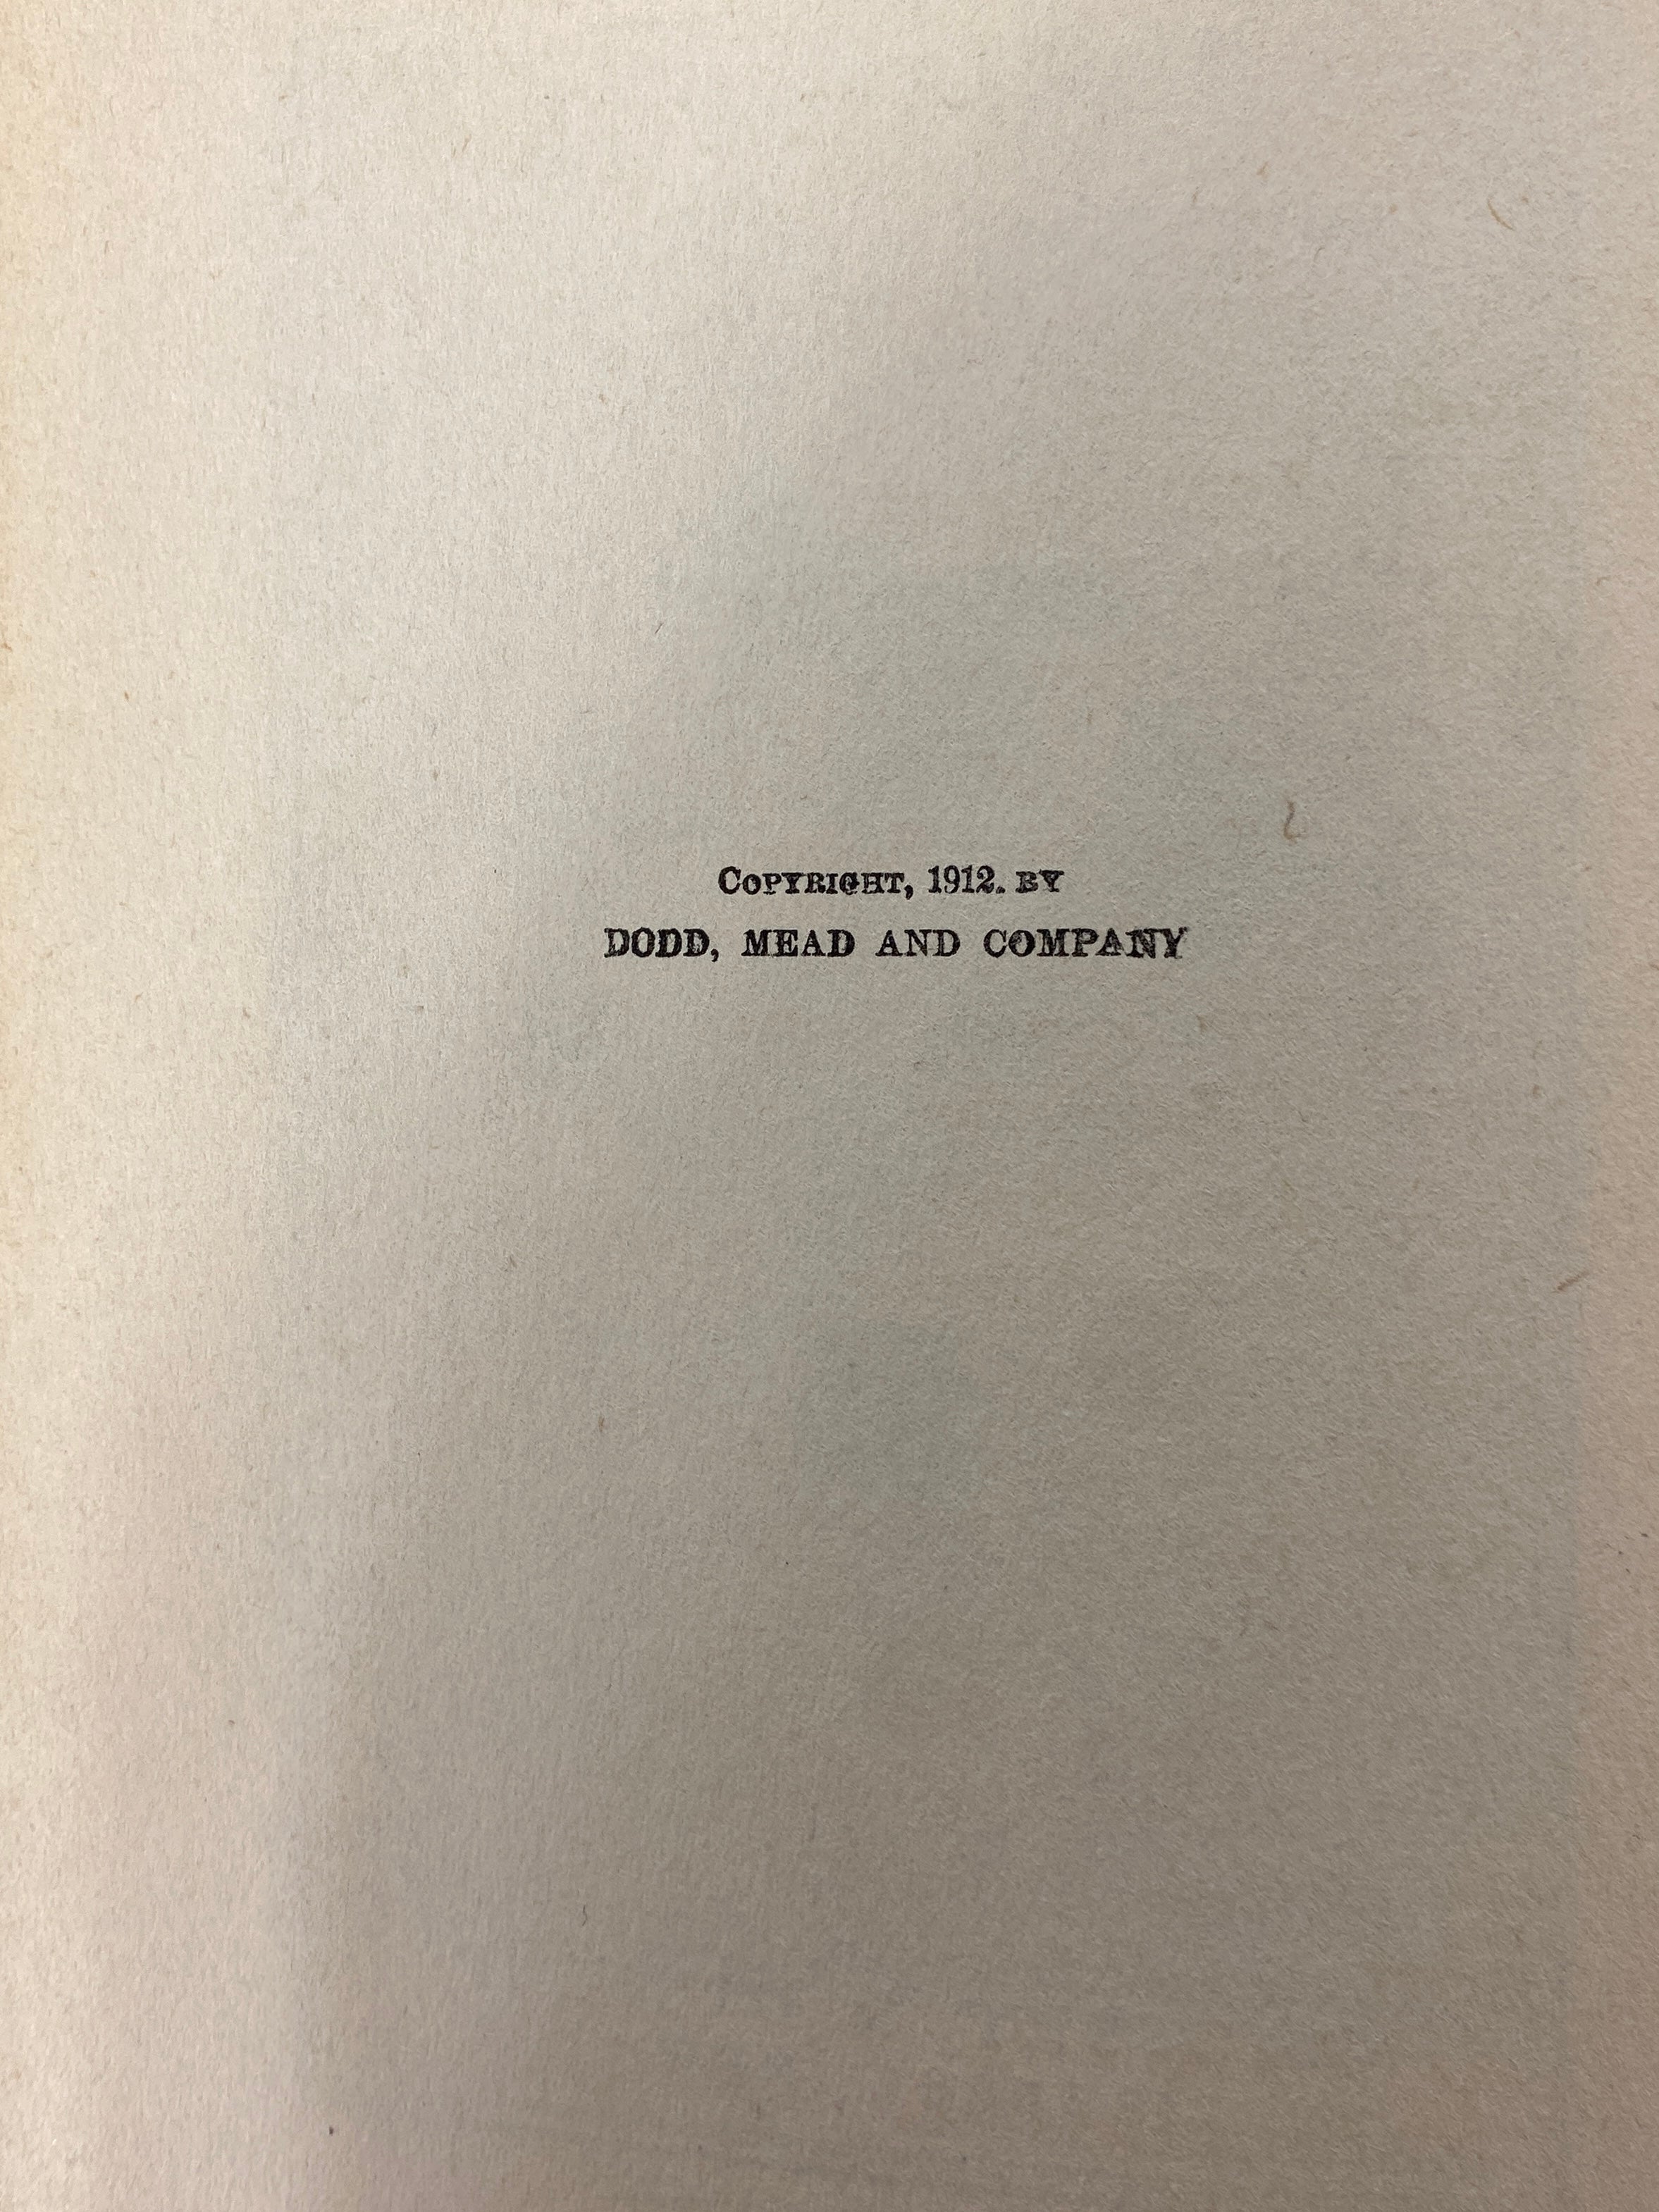 Copyright, 1912. by
DODD, MEAD AND COMPANY